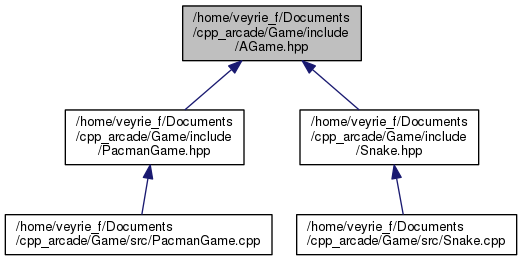 /home/veyrie_f/Documents
/cpp_arcade/Game/include
/AGame.hpp
/home/veyrie_f/Documents
/cpp_arcade/Game/include
/PacmanGame.hpp
/home/veyrie_f/Documents
/cpp_arcade/Game/include
/Snake.hpp
/home/veyrie_f/Documents
/cpp_arcade/Game/src/PacmanGame.cpp
/home/veyrie_f/Documents
/cpp_arcade/Game/src/Snake.cpp